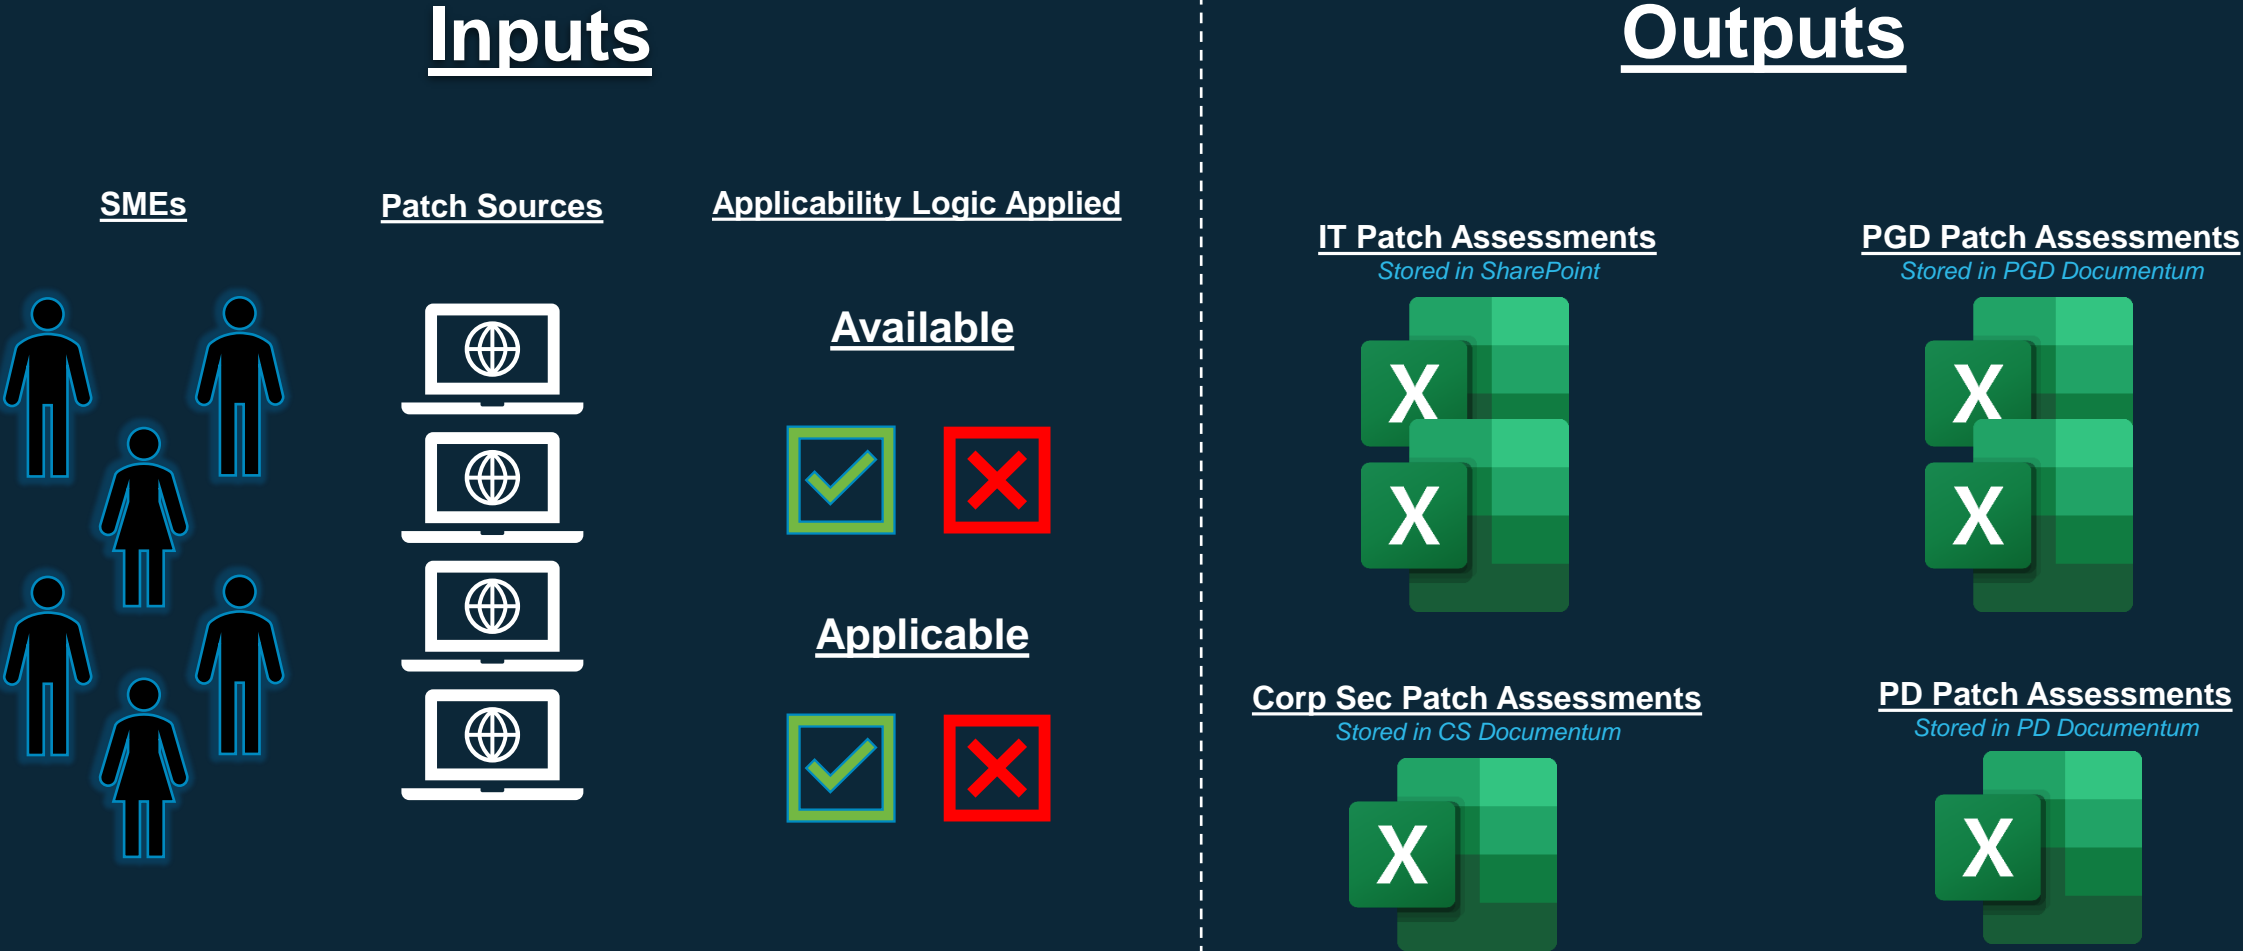 Inputs
SMEs
Patch Sources
Applicability Logic Applied
Available
Applicable
Outputs
IT Patch Assessments
Stored in SharePoint
X
X
PGD Patch Assessments
Stored in PGD Documentum
X
X
Corp Sec Patch Assessments
Stored in CS Documentum
X
PD Patch Assessments
Stored in PD Documentum
X